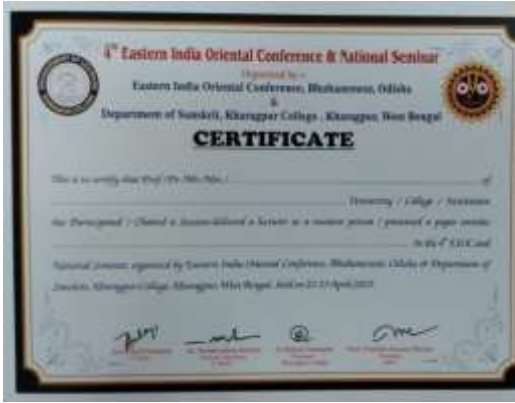 4th Eastern India Oriental Conference & National Seminar
Organised by :-
Eastern India Oriental Conference, Bhubaneswar, Odisha
&
Department of Sanskrit, Kharagpur College, Kharagpur, West Bengal
CERTIFICATE
This is to certify that Prof./Dr./Mr./Mrs./ of
University / College / Institution
has Participated / Chaired a Session/delivered a lecture as a resource person / presented a paper entitled
in the 4th EIOC and
National Seminar, organised by Eastern India Oriental Conference, Bhubaneswar, Odisha & Department of
Sanskrit, Kharagpur College, Kharagpur, West Bengal, held on April,